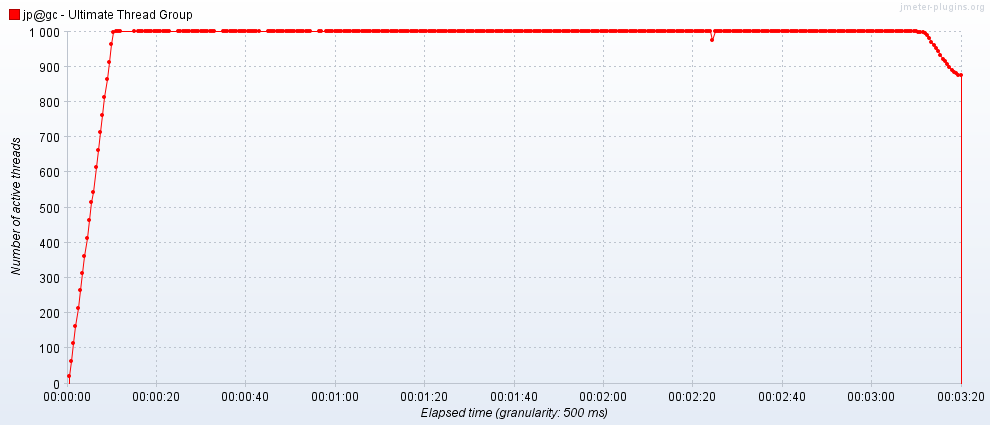 jp@gc - Ultimate Thread Group
jmeter-plugins.org
1 000
900
800
700
600
500
400
300
200
100
0
Number of active threads
00:00:00 00:00:20 00:00:40 00:01:00 00:01:20 00:01:40 00:02:00 00:02:20 00:02:40 00:03:00 00:03:20
Elapsed time (granularity: 500 ms)